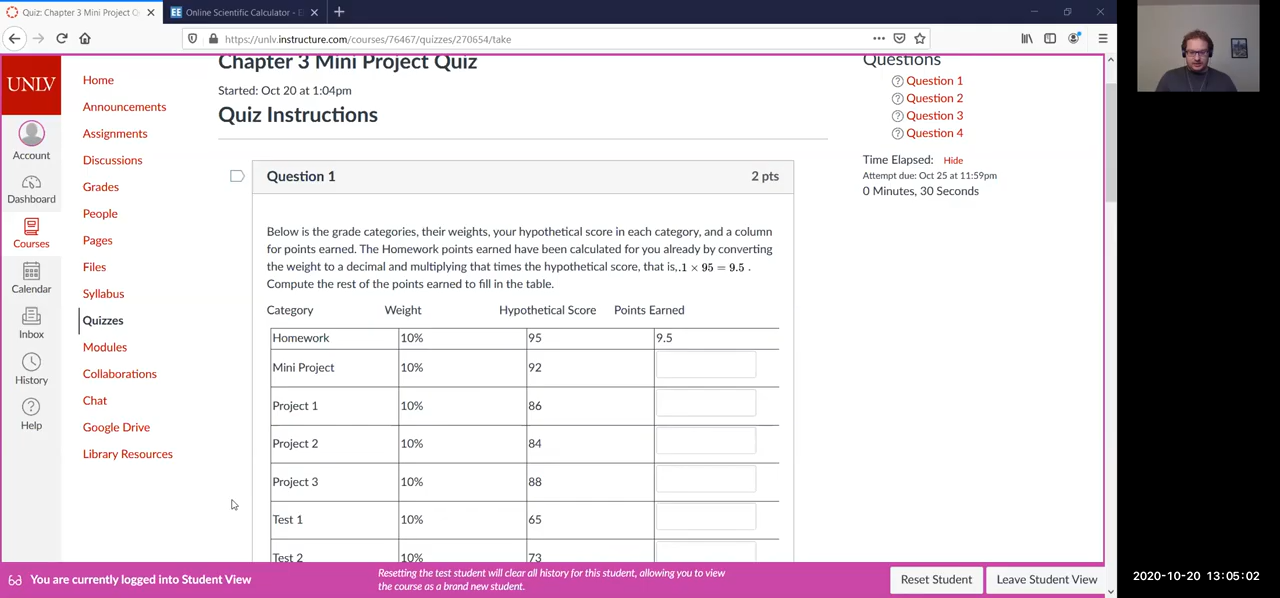 Quiz: Chapter 3 Mini Project Q
Online Scientific Calculator - E
https://unlv.instructure.com/courses/76467/quizzes/270654/take
UNLV
Account
Dashboard
Courses
Calendar
Inbox
History
Help
Home
Announcements
Assignments
Discussions
Grades
People
Pages
Files
Syllabus
Quizzes
Modules
Collaborations
Chat
Google Drive
Library Resources
Chapter 3 Mini Project Quiz
Started: Oct 20 at 1:04pm
Quiz Instructions
Question 1 2 pts
Below is the grade categories, their weights, your hypothetical score in each category, and a column
for points earned. The Homework points earned have been calculated for you already by converting
the weight to a decimal and multiplying that times the hypothetical score, that is,.1 × 95 = 9.5 .
Compute the rest of the points earned to fill in the table.
Category Weight Hypothetical Score Points Earned
Homework 10% 95 9.5
Mini Project 10% 92
Project 1 10% 86
Project 2 10% 84
Project 3 10% 88
Test 1 10% 65
Test 2 10% 73
Questions
Question 1
Question 2
Question 3
Question 4
Time Elapsed: Hide
Attempt due: Oct 25 at 11:59pm
0 Minutes, 30 Seconds
You are currently logged into Student View
Resetting the test student will clear all history for this student, allowing you to view
the course as a brand new student.
Reset Student
Leave Student View
2020-10-20 13:05:02